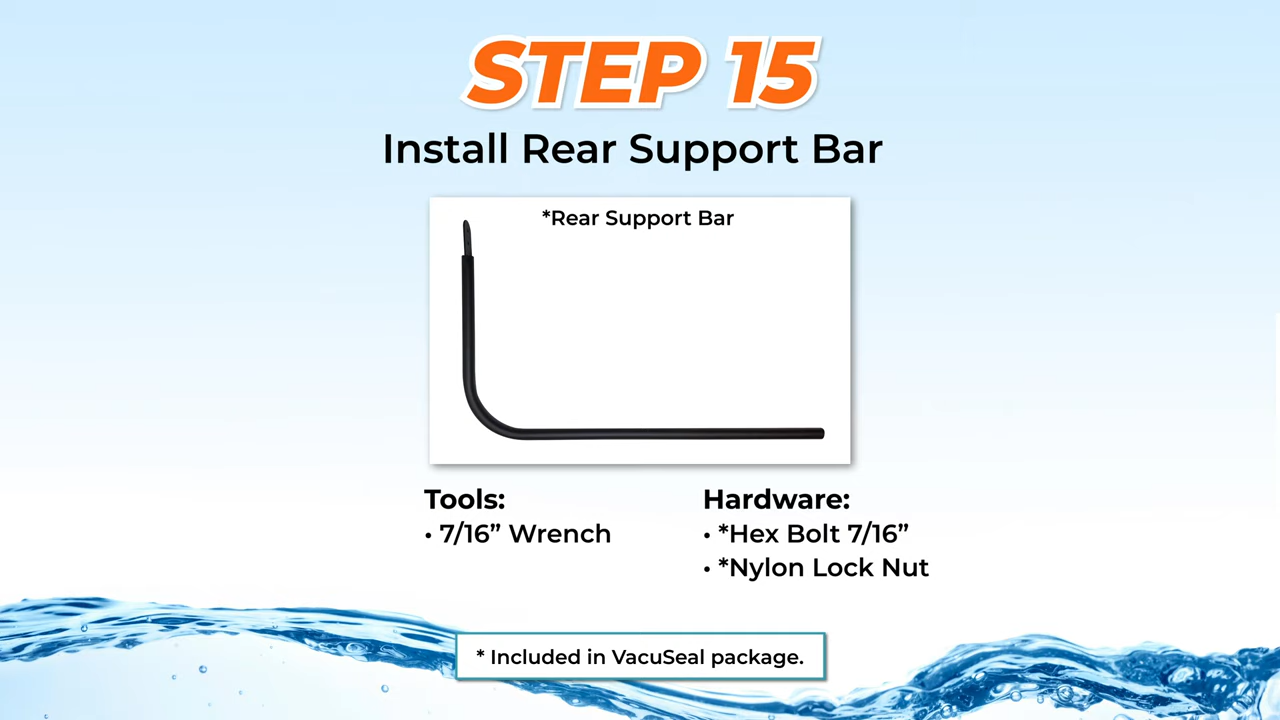 STEP 15
Install Rear Support Bar
*Rear Support Bar
Tools:
• 7/16” Wrench
Hardware:
• *Hex Bolt 7/16”
• *Nylon Lock Nut
* Included in VacuSeal package.